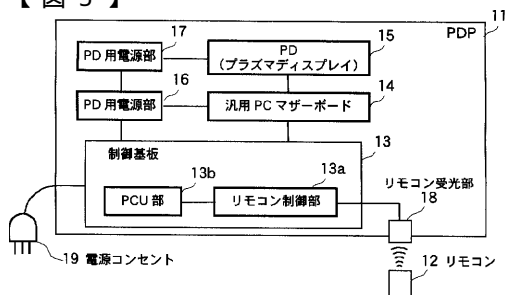 【図3】
11
PDP
17
PD用電源部
15
PD
(プラズマディスプレイ)
16
PD用電源部
14
汎用PCマザーボード
制御基板
13
13b
PCU部
13a
リモコン制御部
リモコン受光部
18
19 電源コンセント
12 リモコン